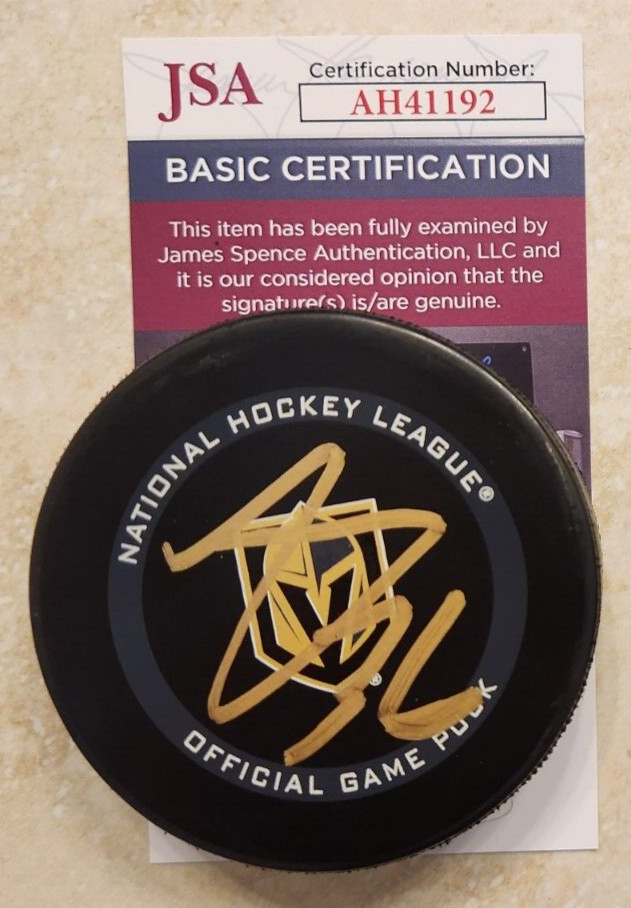 JSA
Certification Number:
AH41192
BASIC CERTIFICATION
This item has been fully examined by
James Spence Authentication, LLC and
it is our considered opinion that the
signature(s) is/are genuine.
NATIONAL HOCKEY LEAGUE®
®
OFFICIAL GAME PUCK